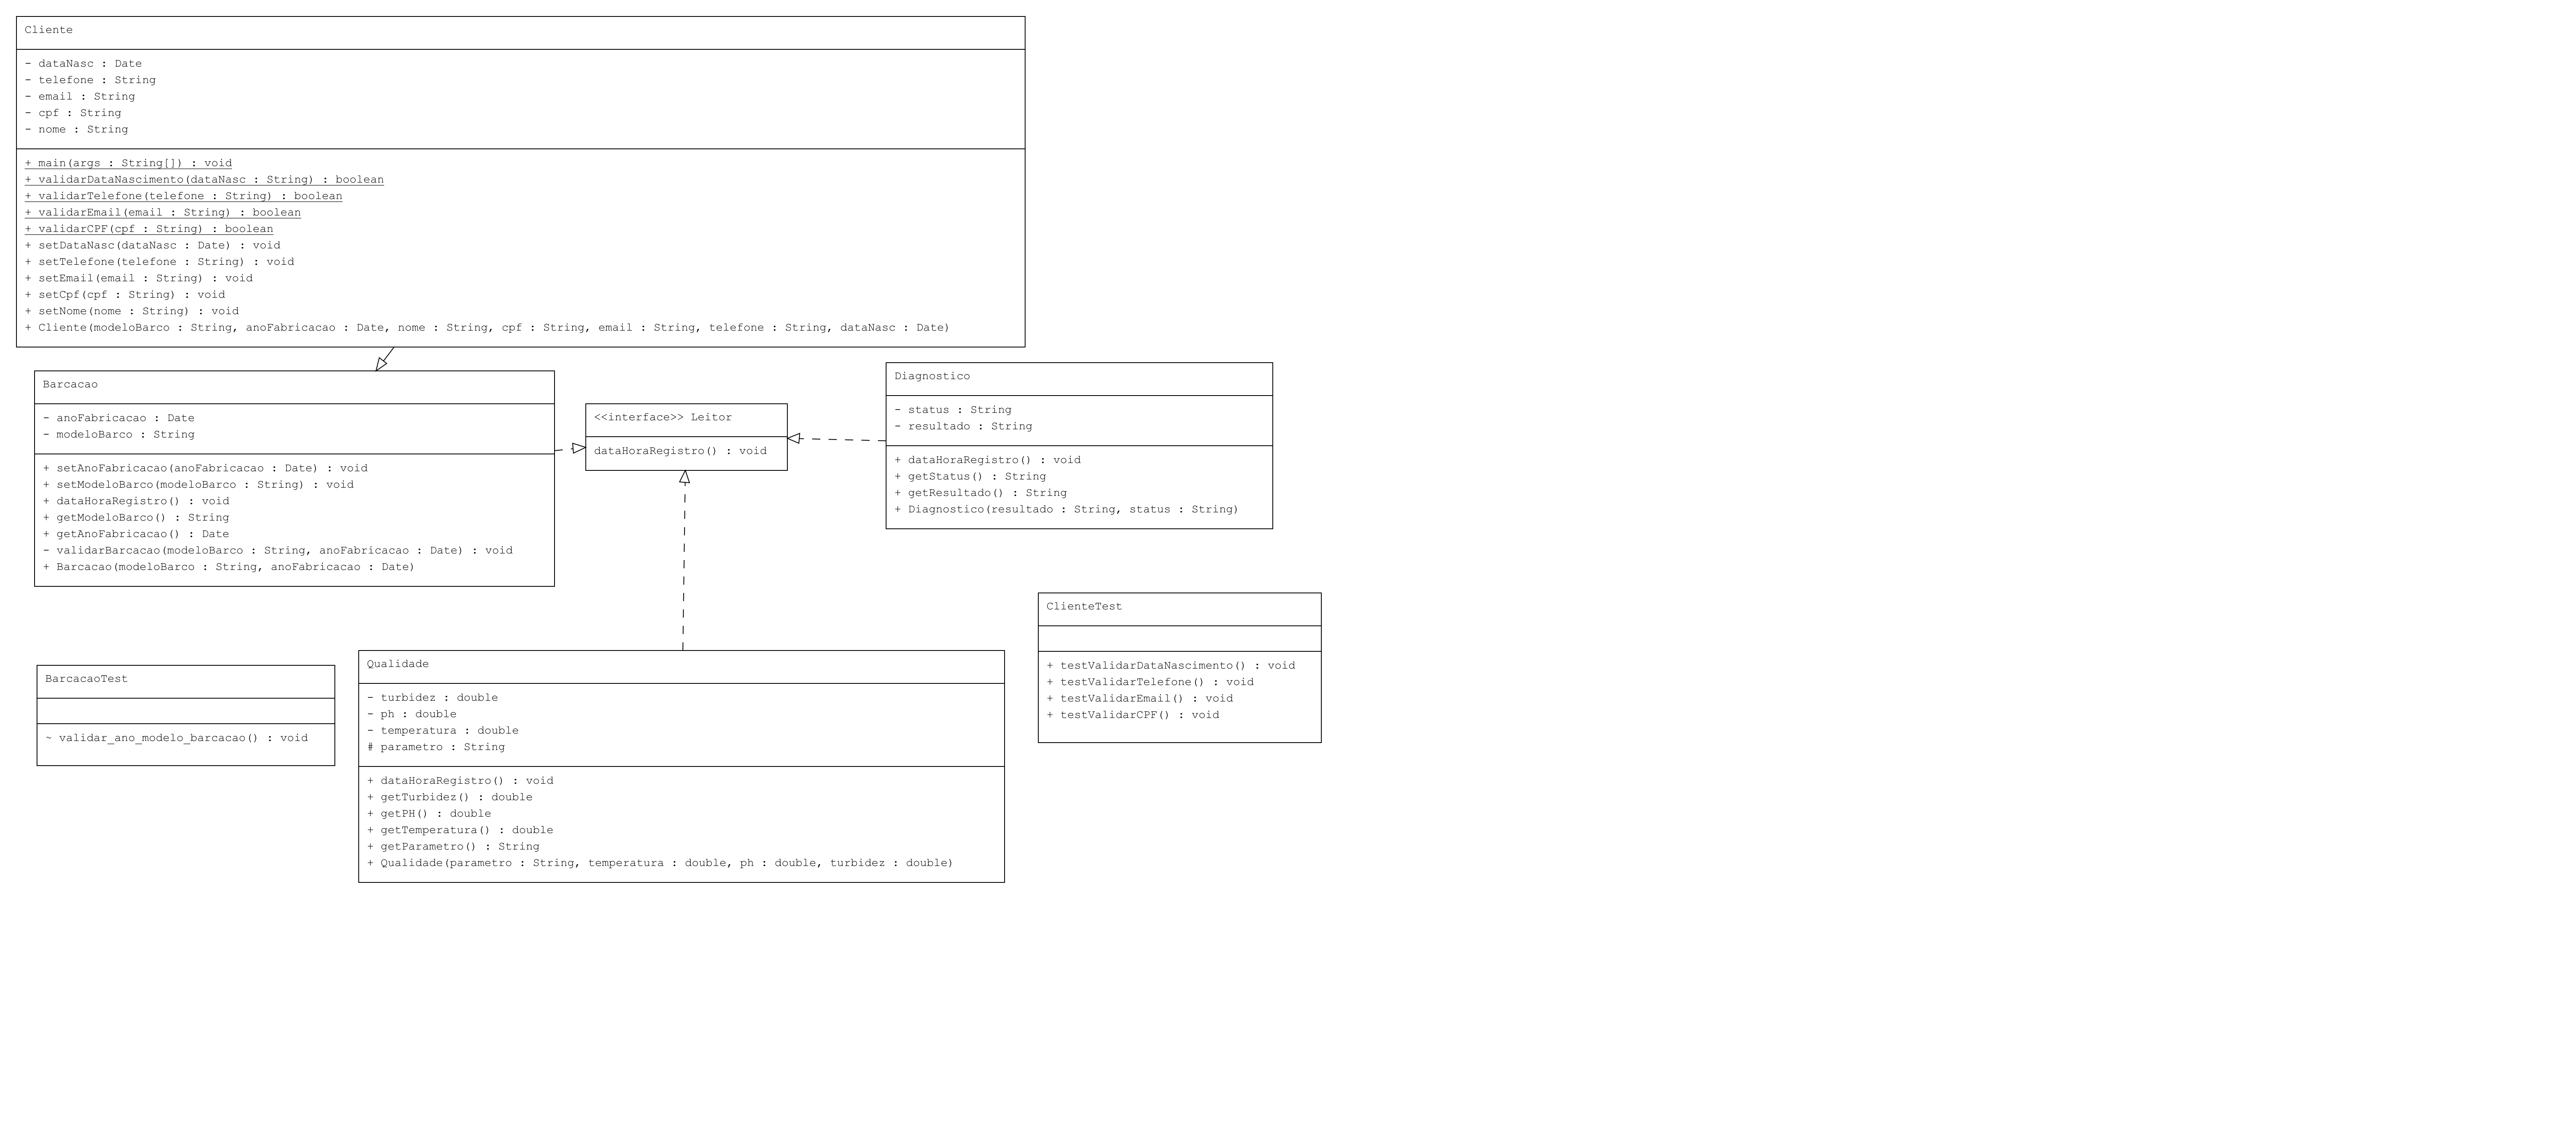 Cliente
- dataNasc : Date
- telefone : String
- email : String
- cpf : String
- nome : String
+ main(args : String[]) : void
+ validarDataNascimento(dataNasc : String) : boolean
+ validarTelefone(telefone : String) : boolean
+ validarEmail(email : String) : boolean
+ validarCPF(cpf : String) : boolean
+ setDataNasc(dataNasc : Date) : void
+ setTelefone(telefone : String) : void
+ setEmail(email : String) : void
+ setCpf(cpf : String) : void
+ setNome(nome : String) : void
+ Cliente(modeloBarco : String, anoFabricacao : Date, nome : String, cpf : String, email : String, telefone : String, dataNasc : Date)
Barcacao
- anoFabricacao : Date
- modeloBarco : String
+ setAnoFabricacao(anoFabricacao : Date) : void
+ setModeloBarco(modeloBarco : String) : void
+ dataHoraRegistro() : void
+ getModeloBarco() : String
+ getAnoFabricacao() : Date
- validarBarcacao(modeloBarco : String, anoFabricacao : Date) : void
+ Barcacao(modeloBarco : String, anoFabricacao : Date)
<<interface>> Leitor
dataHoraRegistro() : void
Diagnostico
- status : String
- resultado : String
+ dataHoraRegistro() : void
+ getStatus() : String
+ getResultado() : String
+ Diagnostico(resultado : String, status : String)
ClienteTest
+ testValidarDataNascimento() : void
+ testValidarTelefone() : void
+ testValidarEmail() : void
+ testValidarCPF() : void
BarcacaoTest
~ validar_ano_modelo_barcacao() : void
Qualidade
- turbidez : double
- ph : double
- temperatura : double
# parametro : String
+ dataHoraRegistro() : void
+ getTurbidez() : double
+ getPH() : double
+ getTemperatura() : double
+ getParametro() : String
+ Qualidade(parametro : String, temperatura : double, ph : double, turbidez : double)